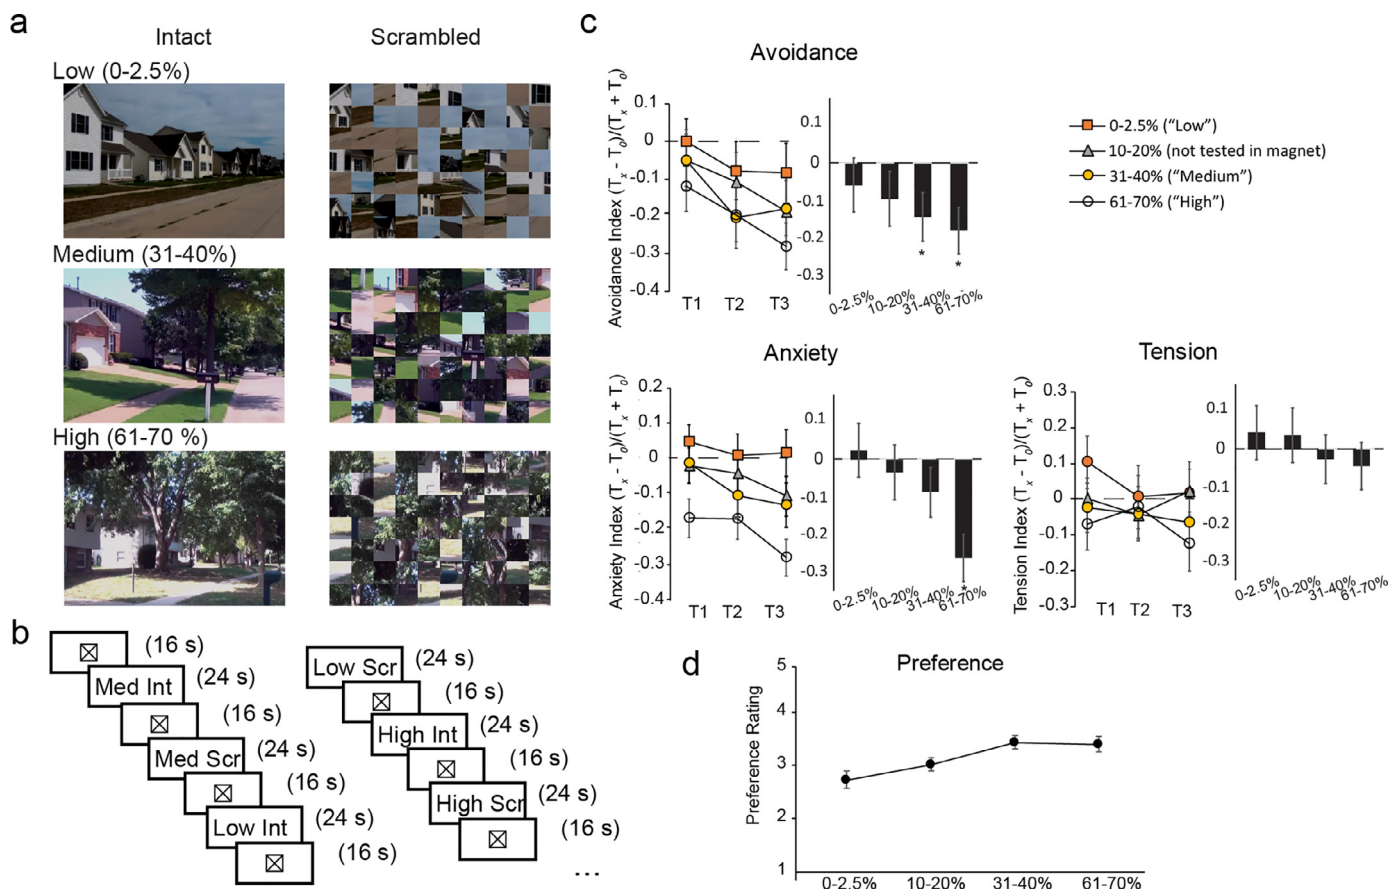 a
Intact
Scrambled
Low (0-2.5%)
Medium (31-40%)
High (61-70 %)
b
(16 s)
Med Int
(24 s)
(16 s)
Med Scr
(24 s)
(16 s)
Low Int
(24 s)
(16 s)
Low Scr
(24 s)
(16 s)
High Int
(24 s)
(16 s)
High Scr
(24 s)
(16 s)
...
c
Avoidance
Avoidance Index (Tx - T0)/(Tx + T0)
0.1
0
-0.1
-0.2
-0.3
-0.4
T1 T2 T3
0.1
0
-0.1
-0.2
-0.3
* *
0-2.5% 10-20% 31-40% 61-70%
0-2.5% (“Low”)
10-20% (not tested in magnet)
31-40% (“Medium”)
61-70% (“High”)
Anxiety
Anxiety Index (Tx - T0)/(Tx + T0)
0.2
0.1
0
-0.1
-0.2
-0.3
-0.4
T1 T2 T3
0.1
0
-0.1
-0.2
-0.3
*
0-2.5% 10-20% 31-40% 61-70%
Tension
Tension Index (Tx - T0)/(Tx + T0)
0.3
0.2
0.1
0
-0.1
-0.2
-0.3
T1 T2 T3
0.1
0
-0.1
-0.2
-0.1
0-2.5% 10-20% 31-40% 61-70%
d
Preference
Preference Rating
5
4
3
2
1
0-2.5% 10-20% 31-40% 61-70%